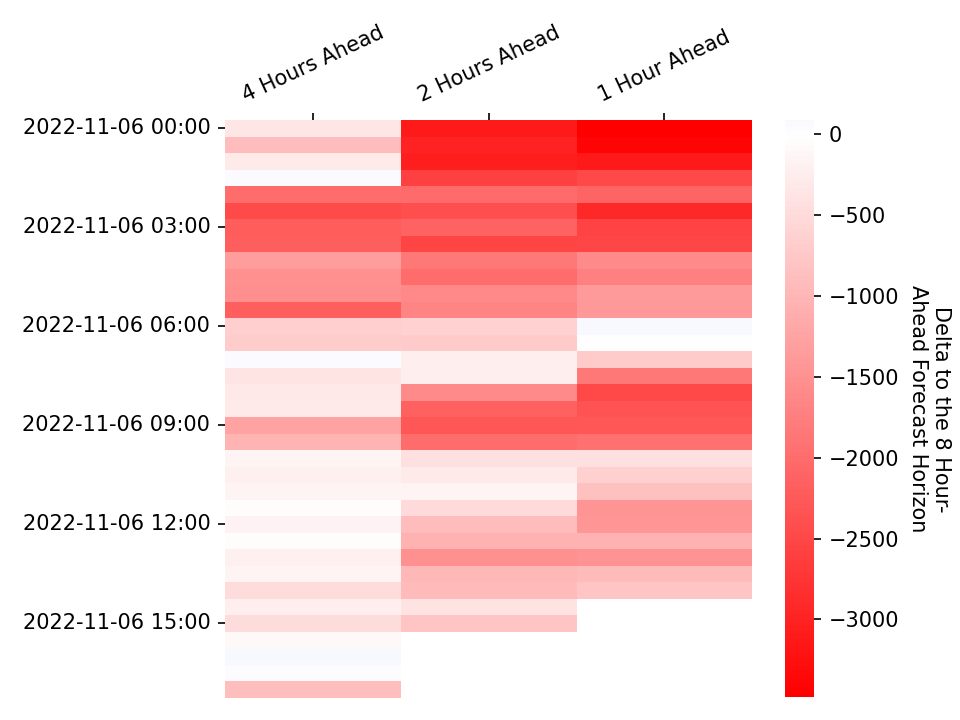 4 Hours Ahead
2 Hours Ahead
1 Hour Ahead
2022-11-06 00:00
2022-11-06 03:00
2022-11-06 06:00
2022-11-06 09:00
2022-11-06 12:00
2022-11-06 15:00
0
−500
−1000
−1500
−2000
−2500
−3000
Delta to the 8 Hour-
Ahead Forecast Horizon